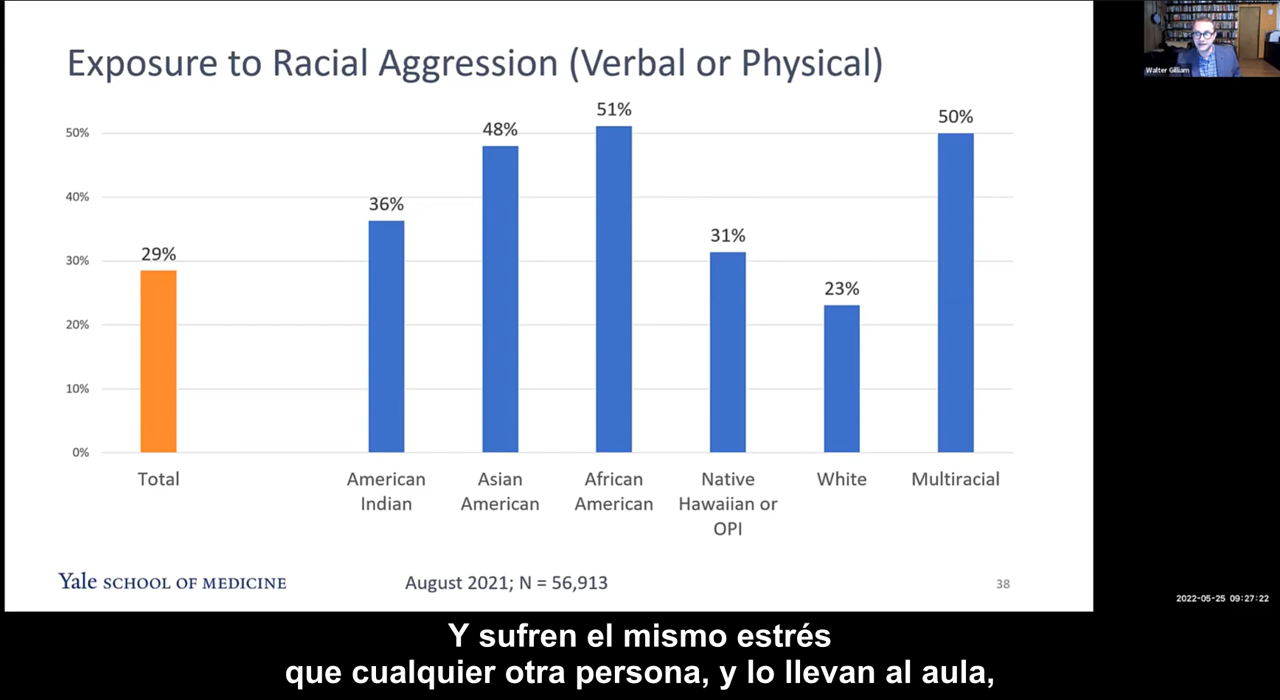 Exposure to Racial Aggression (Verbal or Physical)
Walter Gilliam
50%
40%
30%
20%
10%
0%
29%
36%
48%
51%
31%
23%
50%
Total
American
Indian
Asian
American
African
American
Native
Hawaiian or
OPI
White
Multiracial
Yale SCHOOL OF MEDICINE
August 2021; N = 56,913
38
2022-05-25 09:27:22
Y sufren el mismo estrés
que cualquier otra persona, y lo llevan al aula,